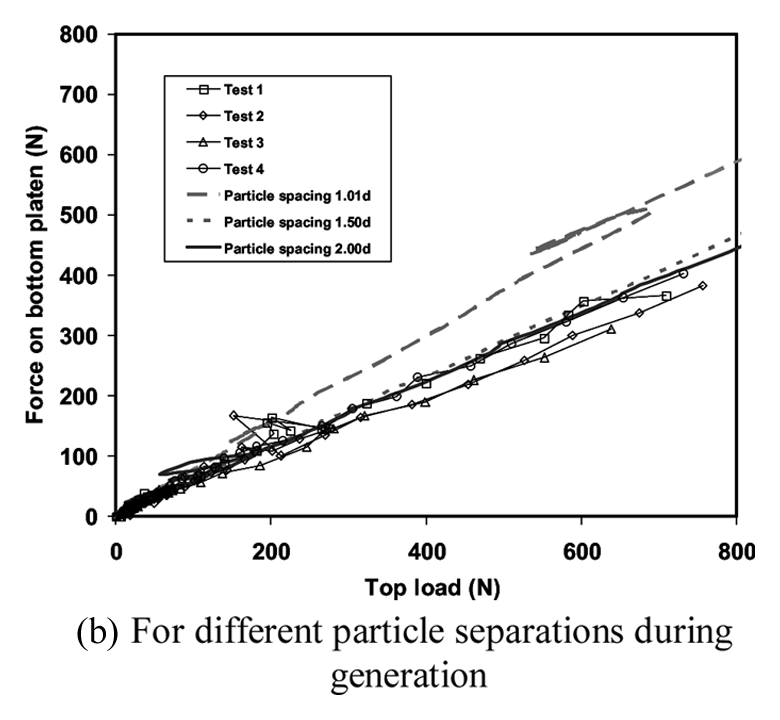 800
700
600
500
400
300
200
100
0
Force on bottom platen (N)
Test 1
Test 2
Test 3
Test 4
Particle spacing 1.01d
Particle spacing 1.50d
Particle spacing 2.00d
0 200 400 600 800
Top load (N)
(b) For different particle separations during
generation